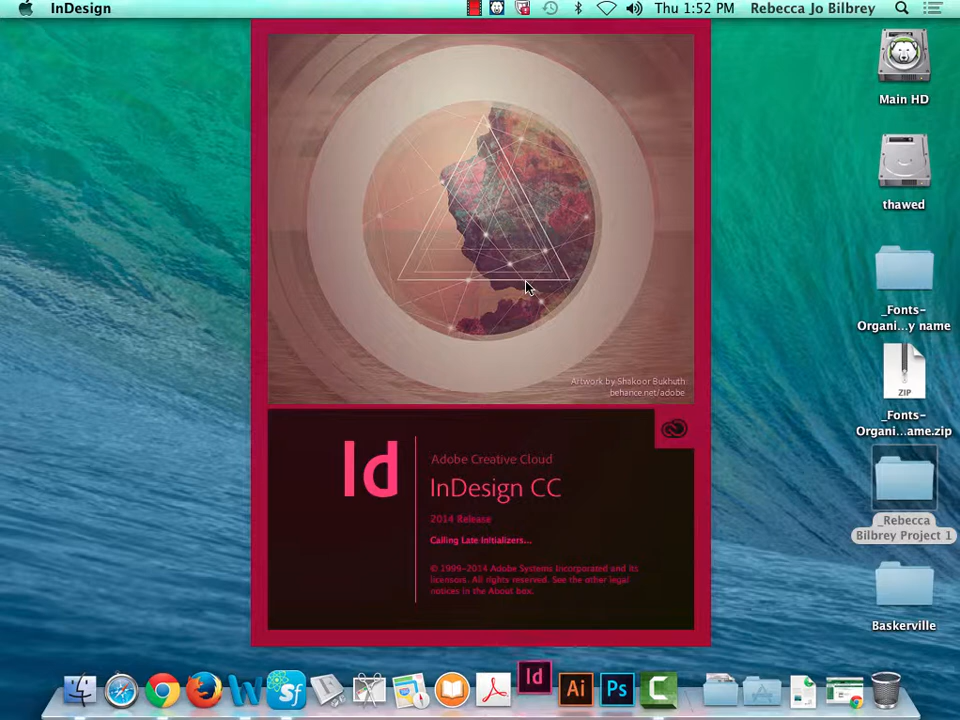 InDesign
Thu 1:52 PM
Rebecca Jo Bilbrey
Main HD
thawed
_Fonts-
Organi...y name
ZIP
_Fonts-
Organi...ame.zip
_Rebecca
Bilbrey Project 1
Baskerville
Artwork by Shakoor Bukhuth
behance.net/adobe
Id
Adobe Creative Cloud
InDesign CC
2014 Release
Calling Late Initializers...
© 1999-2014 Adobe Systems Incorporated and its
licensors. All rights reserved. See the other legal
notices in the About box.
W
Sf
Id
Ai
Ps
C